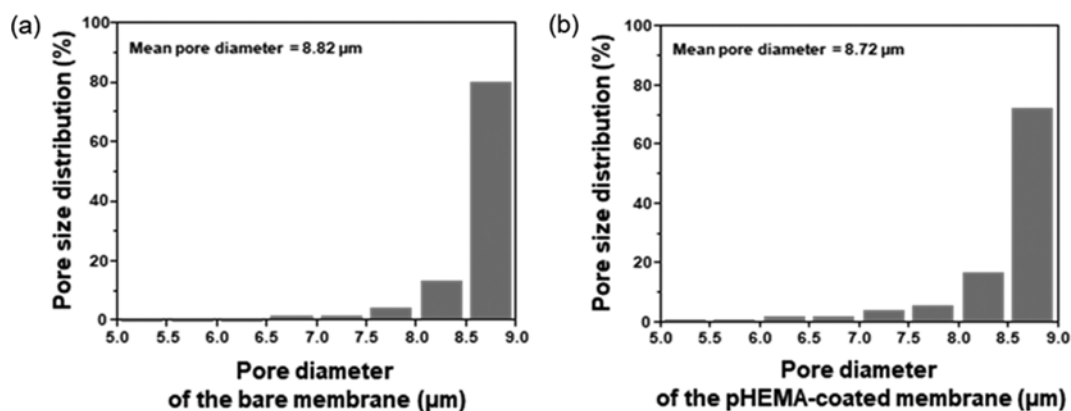 (a)
Pore size distribution (%)
100
80
60
40
20
0
Mean pore diameter = 8.82 μm
5.0 5.5 6.0 6.5 7.0 7.5 8.0 8.5 9.0
Pore diameter
of the bare membrane (μm)
(b)
Pore size distribution (%)
100
80
60
40
20
0
Mean pore diameter = 8.72 μm
5.0 5.5 6.0 6.5 7.0 7.5 8.0 8.5 9.0
Pore diameter
of the pHEMA-coated membrane (μm)